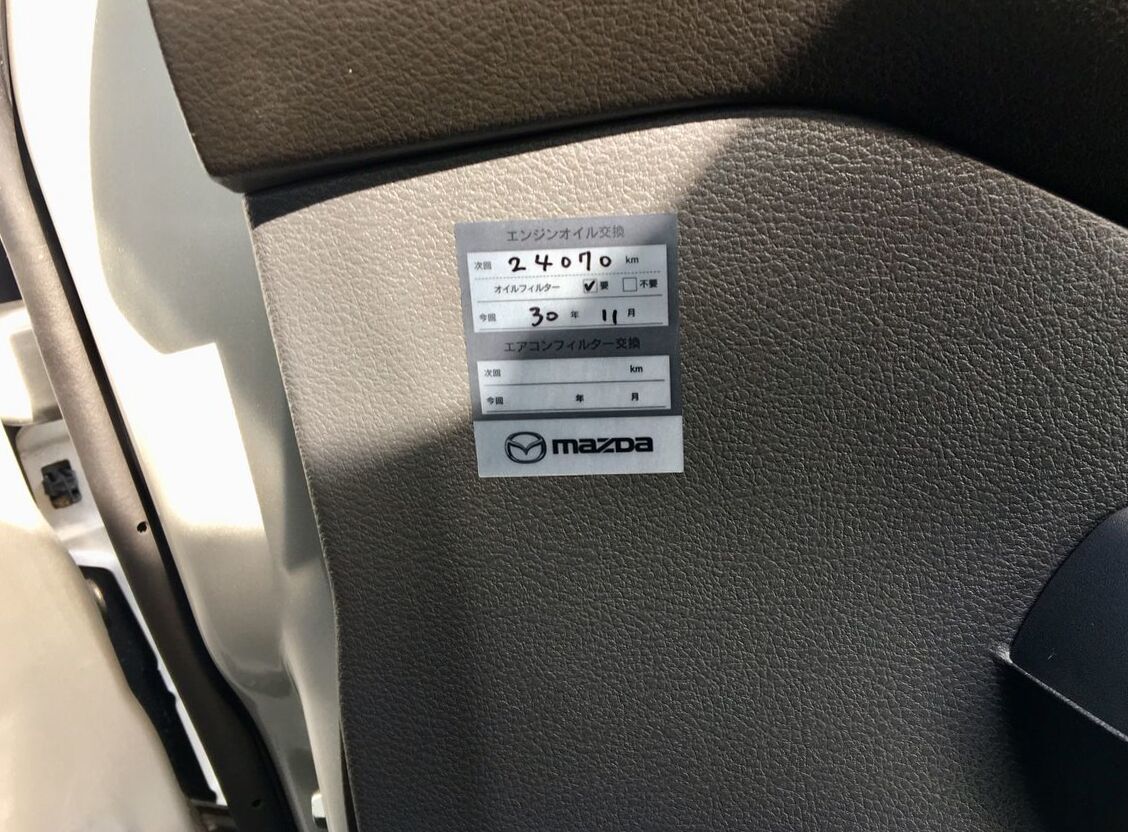 エンジンオイル交換
次回 24070 km
オイルフィルター ☑要 ☐不要
今回 30 年 11 月
エアコンフィルター交換
次回 km
今回 年 月
mazda